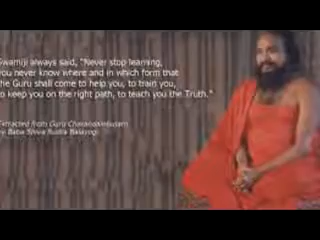 Swamiji always said, "Never stop learning,
you never know where and in which form that
the Guru shall come to help you, to train you,
to keep you on the right path, to teach you the Truth."
Extracted from Guru
by Baba Shiva Rudra Balayogi